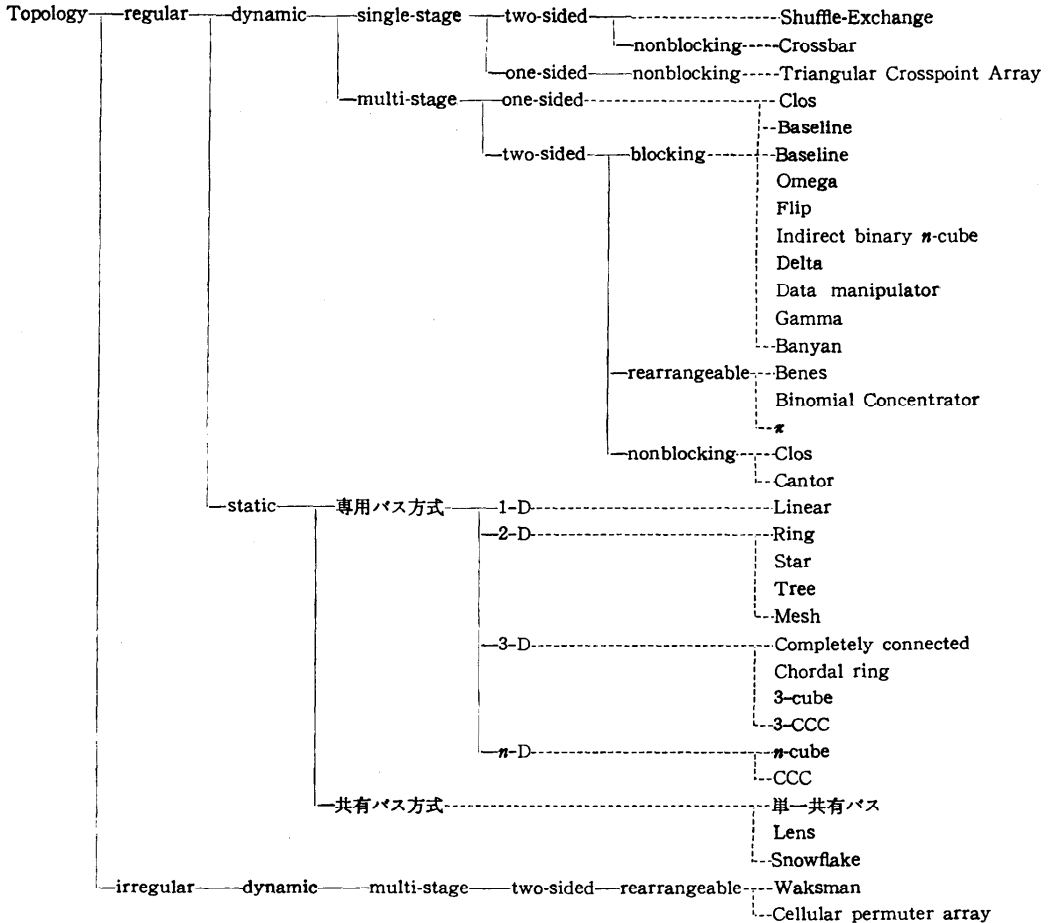 Topology regular dynamic single-stage two-sided Shuffle-Exchange
nonblocking Crossbar
one-sided nonblocking Triangular Crosspoint Array
multi-stage one-sided Clos
Baseline
two-sided blocking Baseline
Omega
Flip
Indirect binary n-cube
Delta
Data manipulator
Gamma
Banyan
rearrangeable Benes
Binomial Concentrator
π
nonblocking Clos
Cantor
static 専用パス方式 1-D Linear
2-D Ring
Star
Tree
Mesh
3-D Completely connected
Chordal ring
3-cube
3-CCC
n-D n-cube
CCC
共有パス方式 単一共有パス
Lens
Snowflake
irregular dynamic multi-stage two-sided rearrangeable Waksman
Cellular permuter array